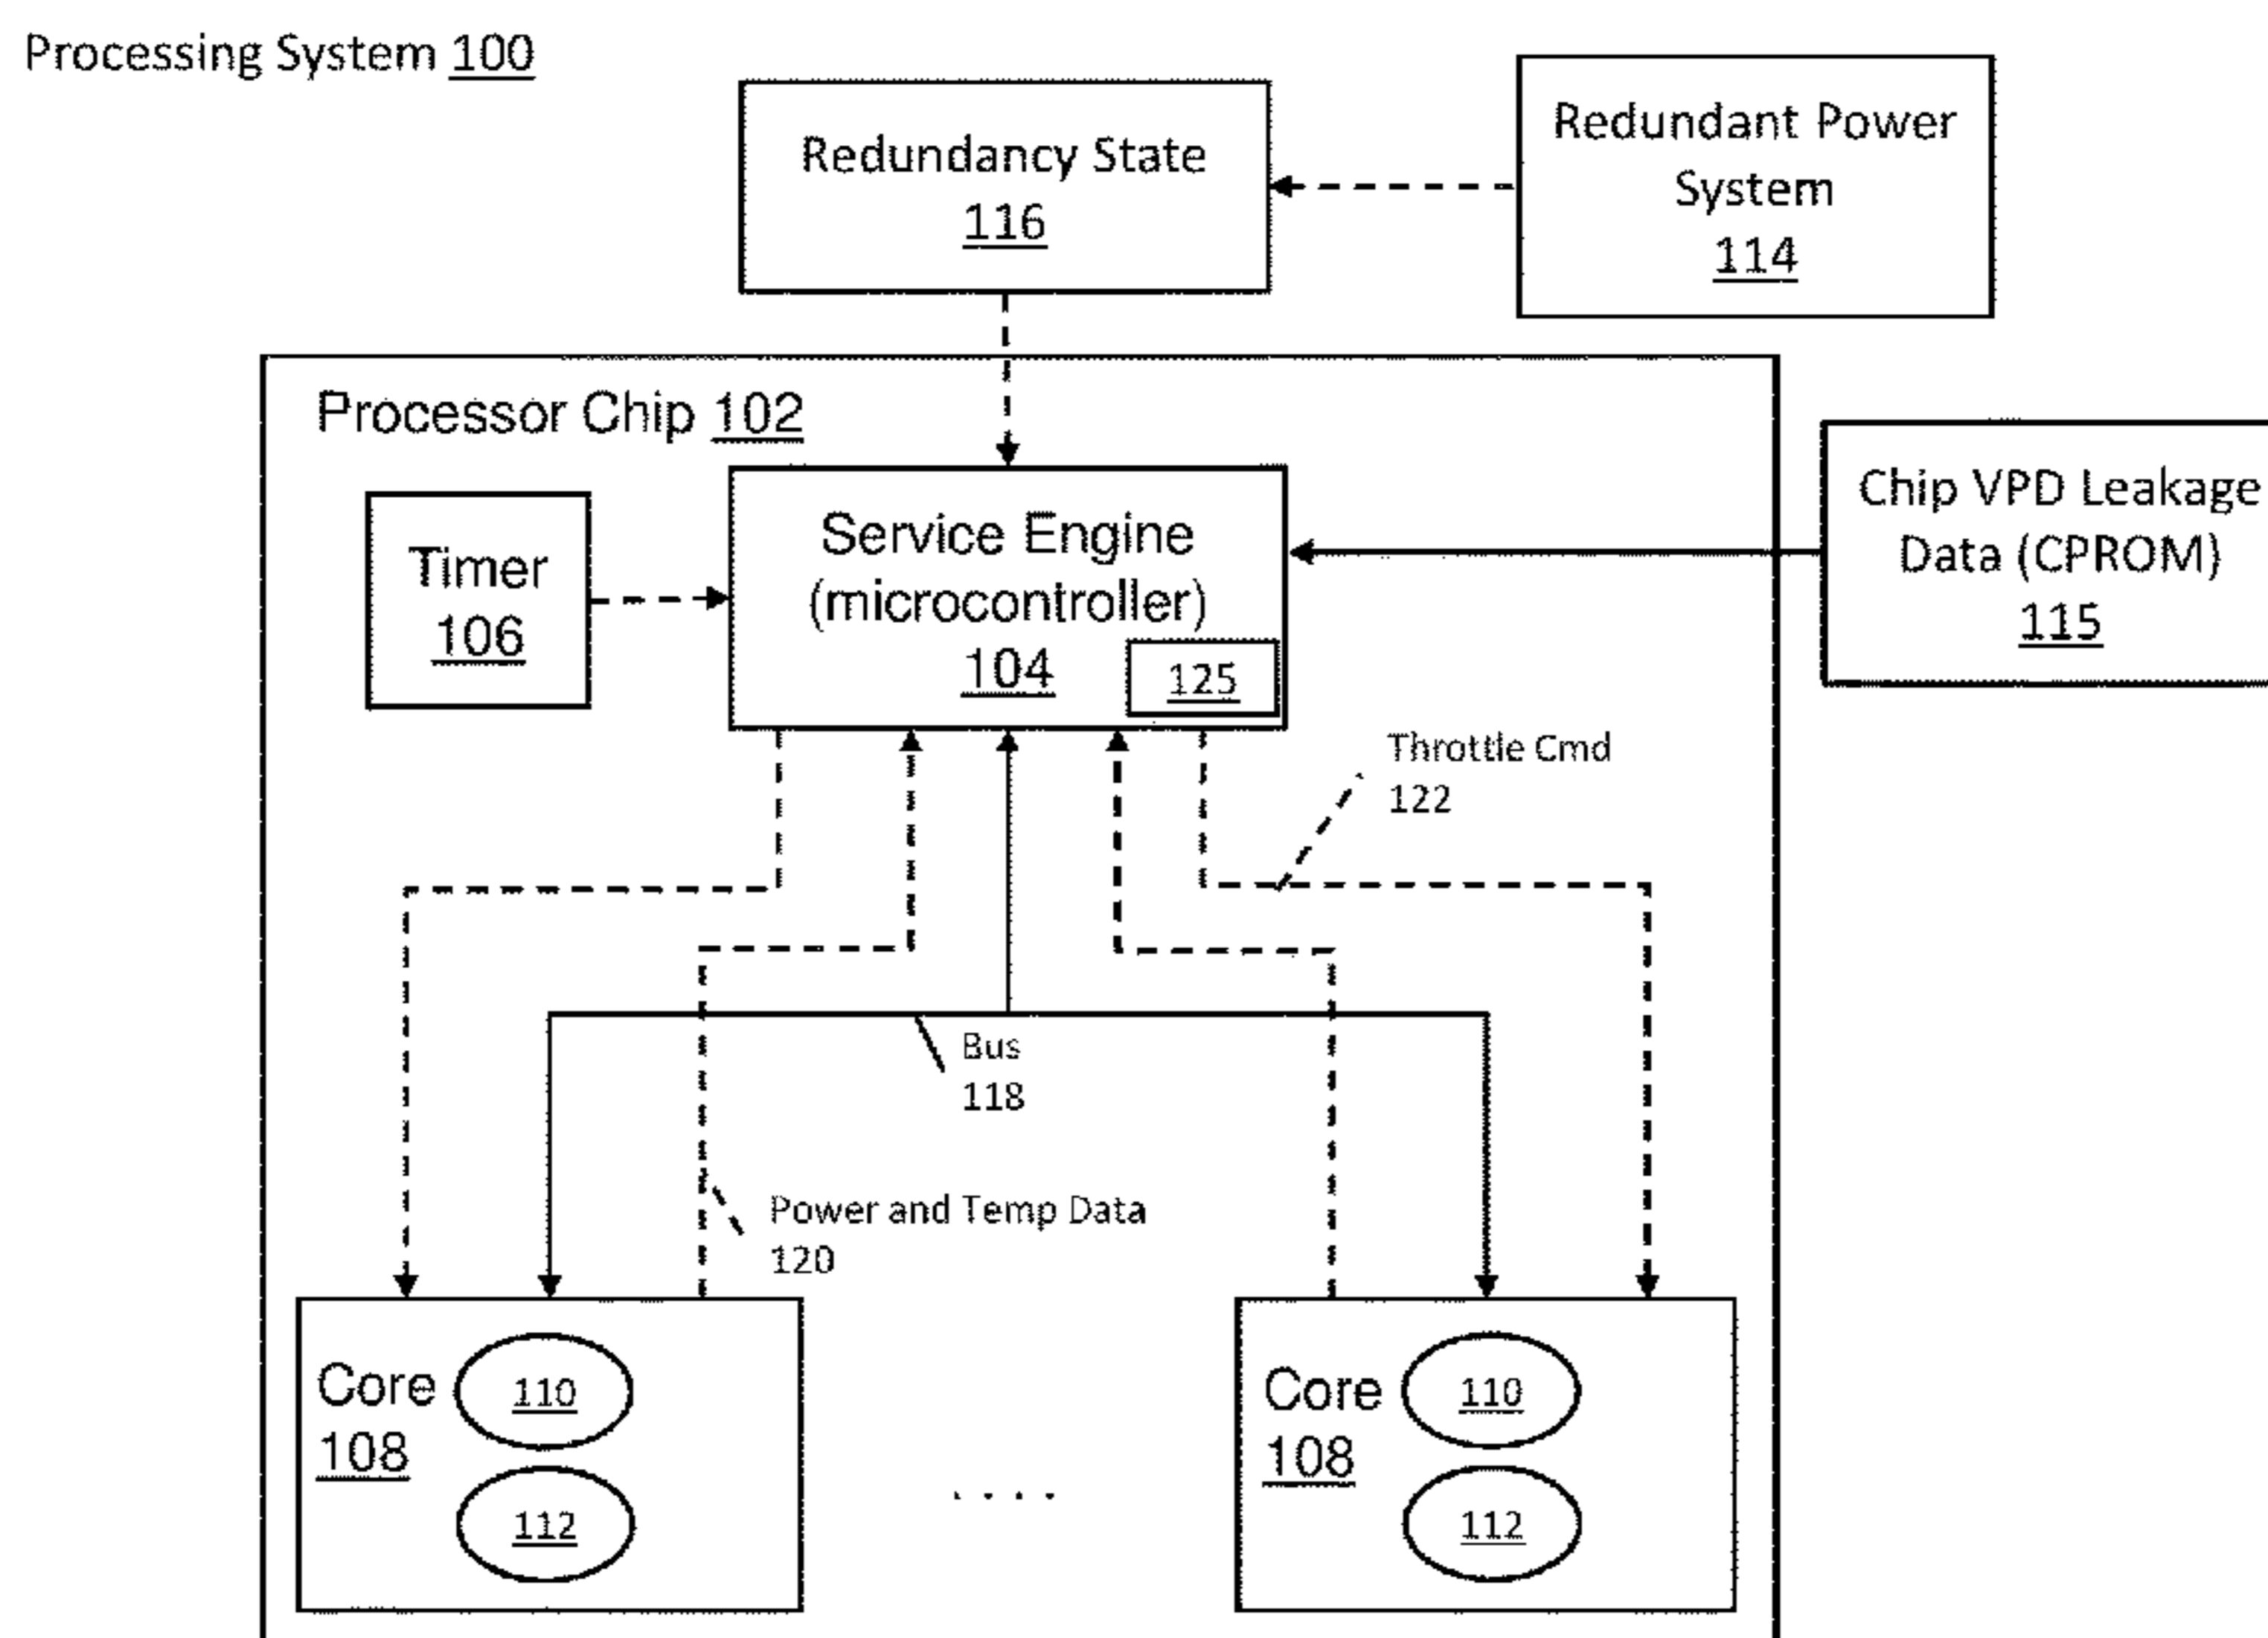 Processing System 100
Redundancy State
116
Redundant Power
System
114
Processor Chip 102
Timer
106
Service Engine
(microcontroller)
104
125
Chip VPD Leakage
Data (CPROM)
115
Throttle Cmd
122
Bus
118
Power and Temp Data
120
Core
108
110
112
. . . .
Core
108
110
112